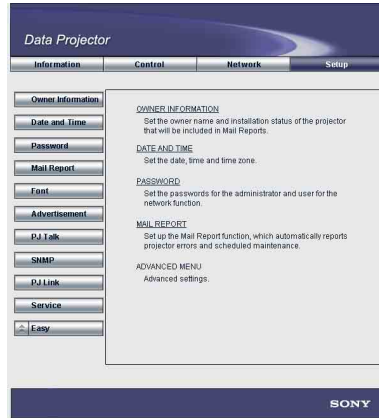 Data Projector
Information
Control
Network
Setup
Owner Information
Date and Time
Password
Mail Report
Font
Advertisement
PJ Talk
SNMP
PJ Link
Service
Easy
OWNER INFORMATION
Set the owner name and installation status of the projector
that will be included in Mail Reports.
DATE AND TIME
Set the date, time and time zone.
PASSWORD
Set the passwords for the administrator and user for the
network function.
MAIL REPORT
Set up the Mail Report function, which automatically reports
projector errors and scheduled maintenance.
ADVANCED MENU
Advanced settings.
SONY